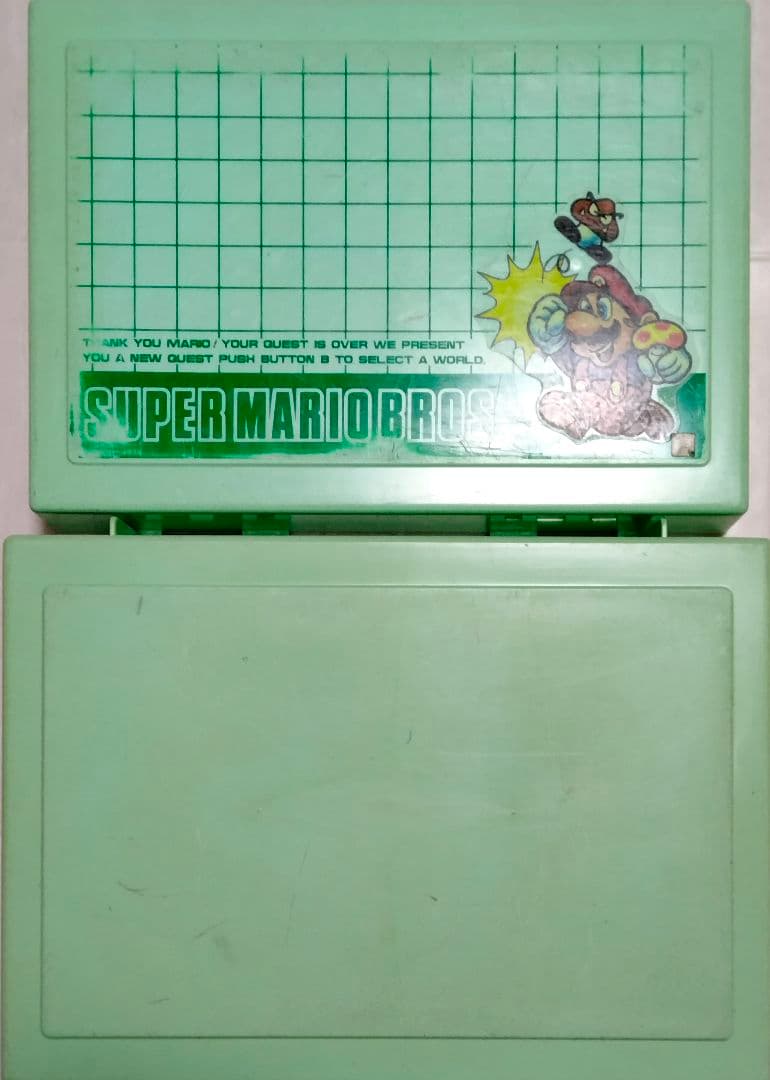 THANK YOU MARIO! YOUR QUEST IS OVER WE PRESENT
YOU A NEW QUEST PUSH BUTTON B TO SELECT A WORLD.
SUPER MARIO BROS